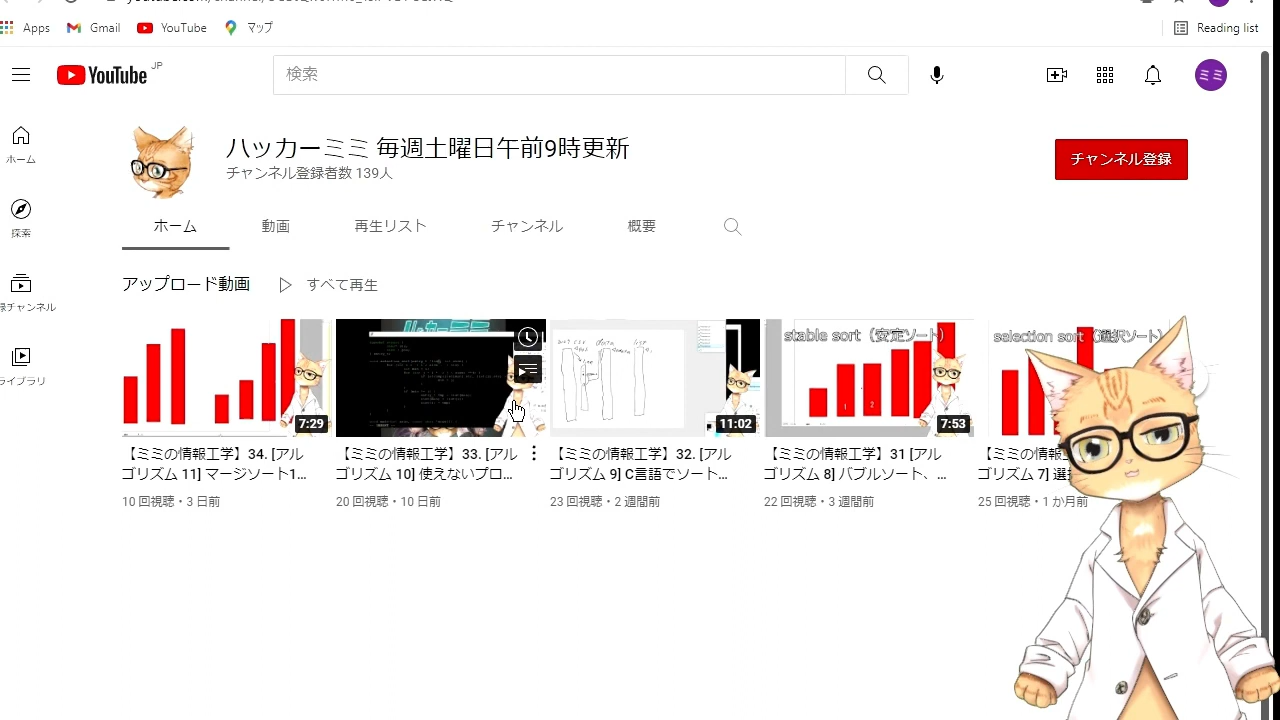 Apps Gmail YouTube マップ Reading list
YouTube JP 検索 ミミ
ホーム
探索
ハッカーミミ 毎週土曜日午前9時更新
チャンネル登録者数 139人
チャンネル登録
ホーム 動画 再生リスト チャンネル 概要
アップロード動画 すべて再生
stable sort (安定ソート)
selection sort (選択ソート)
7:29 11:02 7:53
【ミミの情報工学】34. [アル
ゴリズム 11] マージソート1...
10 回視聴・3 日前
【ミミの情報工学】33. [アル
ゴリズム 10] 使えないプロ...
20 回視聴・10 日前
【ミミの情報工学】32. [アル
ゴリズム 9] C言語でソート...
23 回視聴・2 週間前
【ミミの情報工学】31 [アル
ゴリズム 8] バブルソート、...
22 回視聴・3 週間前
【ミミの情
ゴリズム 7] 選
25 回視聴・1 か月前